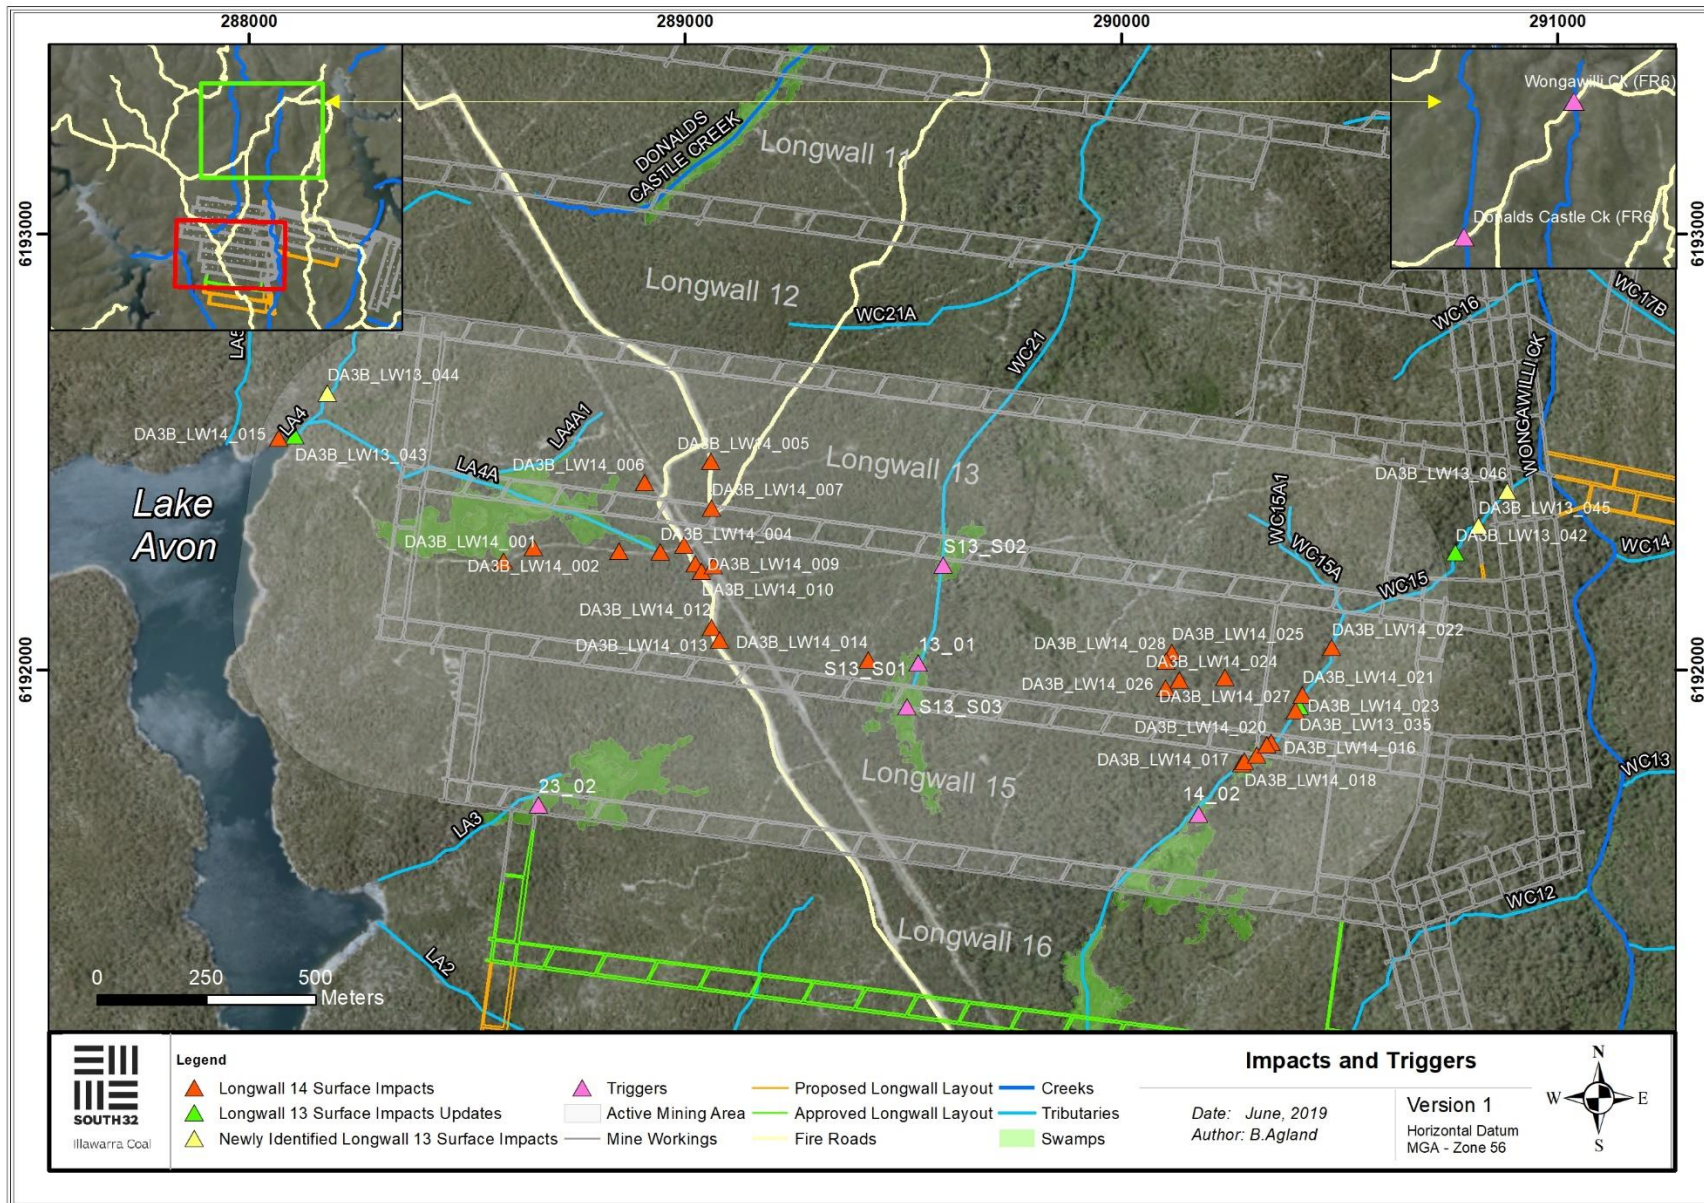 288000
289000
290000
291000
6193000
6193000
6192000
6192000
Wongawilli Ck (FR6)
Donalds Castle Ck (FR6)
DONALDS
CASTLE CREEK
Longwall 11
Longwall 12
WC21A
WC21
WC16
WC17B
WONGAWILLI CK
LA5
DA3B_LW13_044
LA4
DA3B_LW14_015
DA3B_LW13_043
LA4A1
LA4A
DA3B_LW14_005
DA3B_LW14_006
DA3B_LW14_007
Longwall 13
DA3B_LW13_046
DA3B_LW13_045
DA3B_LW13_042
Lake
Avon
DA3B_LW14_004
DA3B_LW14_001
DA3B_LW14_002
DA3B_LW14_009
DA3B_LW14_010
S13_S02
WC15A1
WC15A
WC15
WC14
DA3B_LW14_012
DA3B_LW14_013
DA3B_LW14_014
13_01
S13_S01
S13_S03
DA3B_LW14_025
DA3B_LW14_022
DA3B_LW14_028
DA3B_LW14_024
DA3B_LW14_026
DA3B_LW14_027
DA3B_LW14_021
DA3B_LW14_023
DA3B_LW14_020
DA3B_LW13_035
DA3B_LW14_016
DA3B_LW14_017
DA3B_LW14_018
WC13
Longwall 15
23_02
14_02
LA3
WC12
Longwall 16
LA2
0 250 500
Meters
SOUTH32
Illawarra Coal
Legend
Longwall 14 Surface Impacts
Longwall 13 Surface Impacts Updates
Newly Identified Longwall 13 Surface Impacts
Triggers
Active Mining Area
Mine Workings
Proposed Longwall Layout
Approved Longwall Layout
Fire Roads
Creeks
Tributaries
Swamps
Impacts and Triggers
Date: June, 2019
Author: B.Agland
Version 1
Horizontal Datum
MGA - Zone 56
N
W E
S